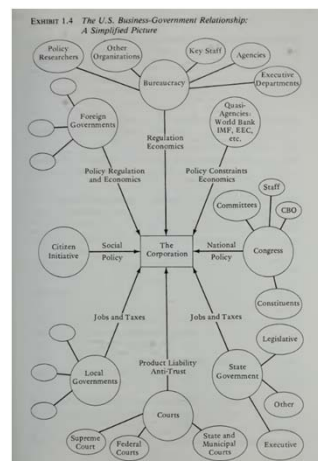 EXHIBIT 1.4 The U.S. Business-Government Relationship:
A Simplified Picture
Policy
Researchers
Other
Organizations
Key Staff
Agencies
Executive
Departments
Bureaucracy
Foreign
Governments
Quasi-
Agencies-
World Bank
IMF, EEC,
etc.
Regulation
Economics
Policy Regulation
and Economics
Policy Constraints
Economics
Staff
Committees
CBO
Congress
Constituents
Citizen
Initiative
Social
Policy
The
Corporation
National
Policy
Jobs and Taxes
Jobs and Taxes
Product Liability
Anti-Trust
Local
Governments
State
Government
Legislative
Other
Executive
Courts
Supreme
Court
Federal
Courts
State and
Municipal
Courts